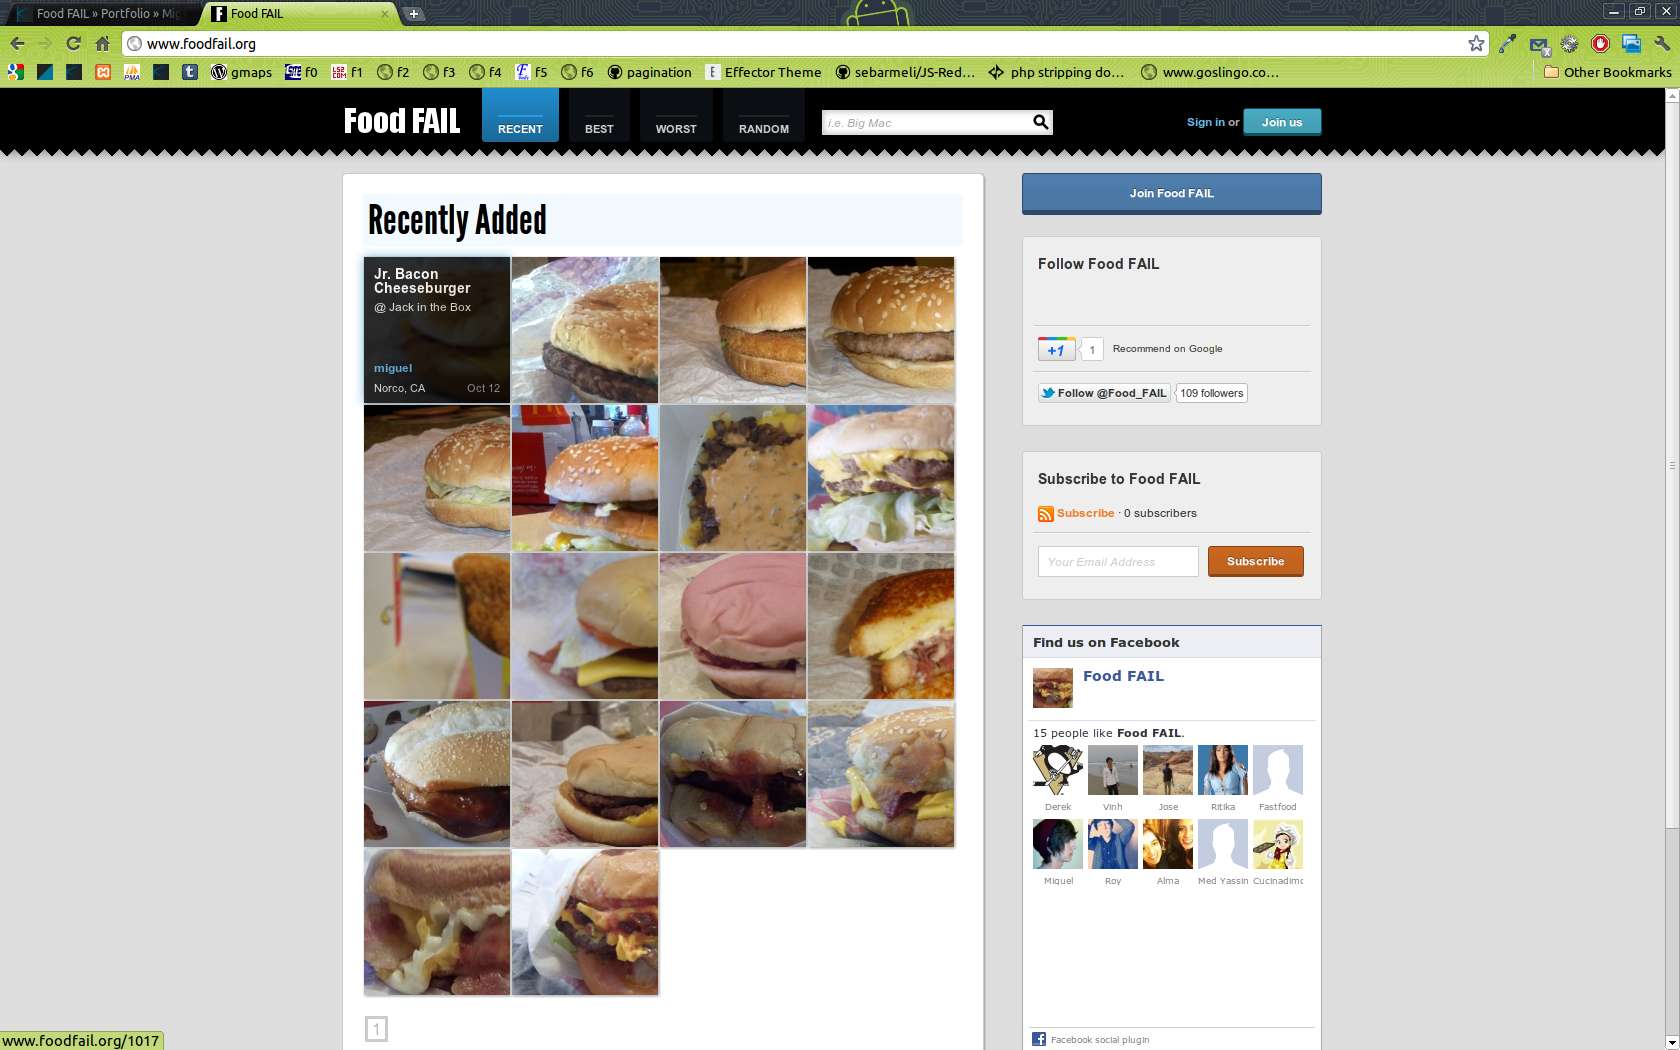 Food FAIL » Portfolio » Mig
Food FAIL
www.foodfail.org
gmaps
f0
f1
f2
f3
f4
f5
f6
pagination
Effector Theme
sebarmeli/JS-Red...
php stripping do...
www.goslingo.co...
Other Bookmarks
Food FAIL
RECENT
BEST
WORST
RANDOM
i.e. Big Mac
Sign in or
Join us
Recently Added
Jr. Bacon
Cheeseburger
@ Jack in the Box
miguel
Norco, CA
Oct 12
1
Join Food FAIL
Follow Food FAIL
+1
1
Recommend on Google
Follow @Food_FAIL
109 followers
Subscribe to Food FAIL
Subscribe · 0 subscribers
Your Email Address
Subscribe
Find us on Facebook
Food FAIL
15 people like Food FAIL.
Derek
Vinh
Jose
Ritika
Fastfood
Miguel
Roy
Alma
Med Yassin
Cucinadimo
Facebook social plugin
www.foodfail.org/1017